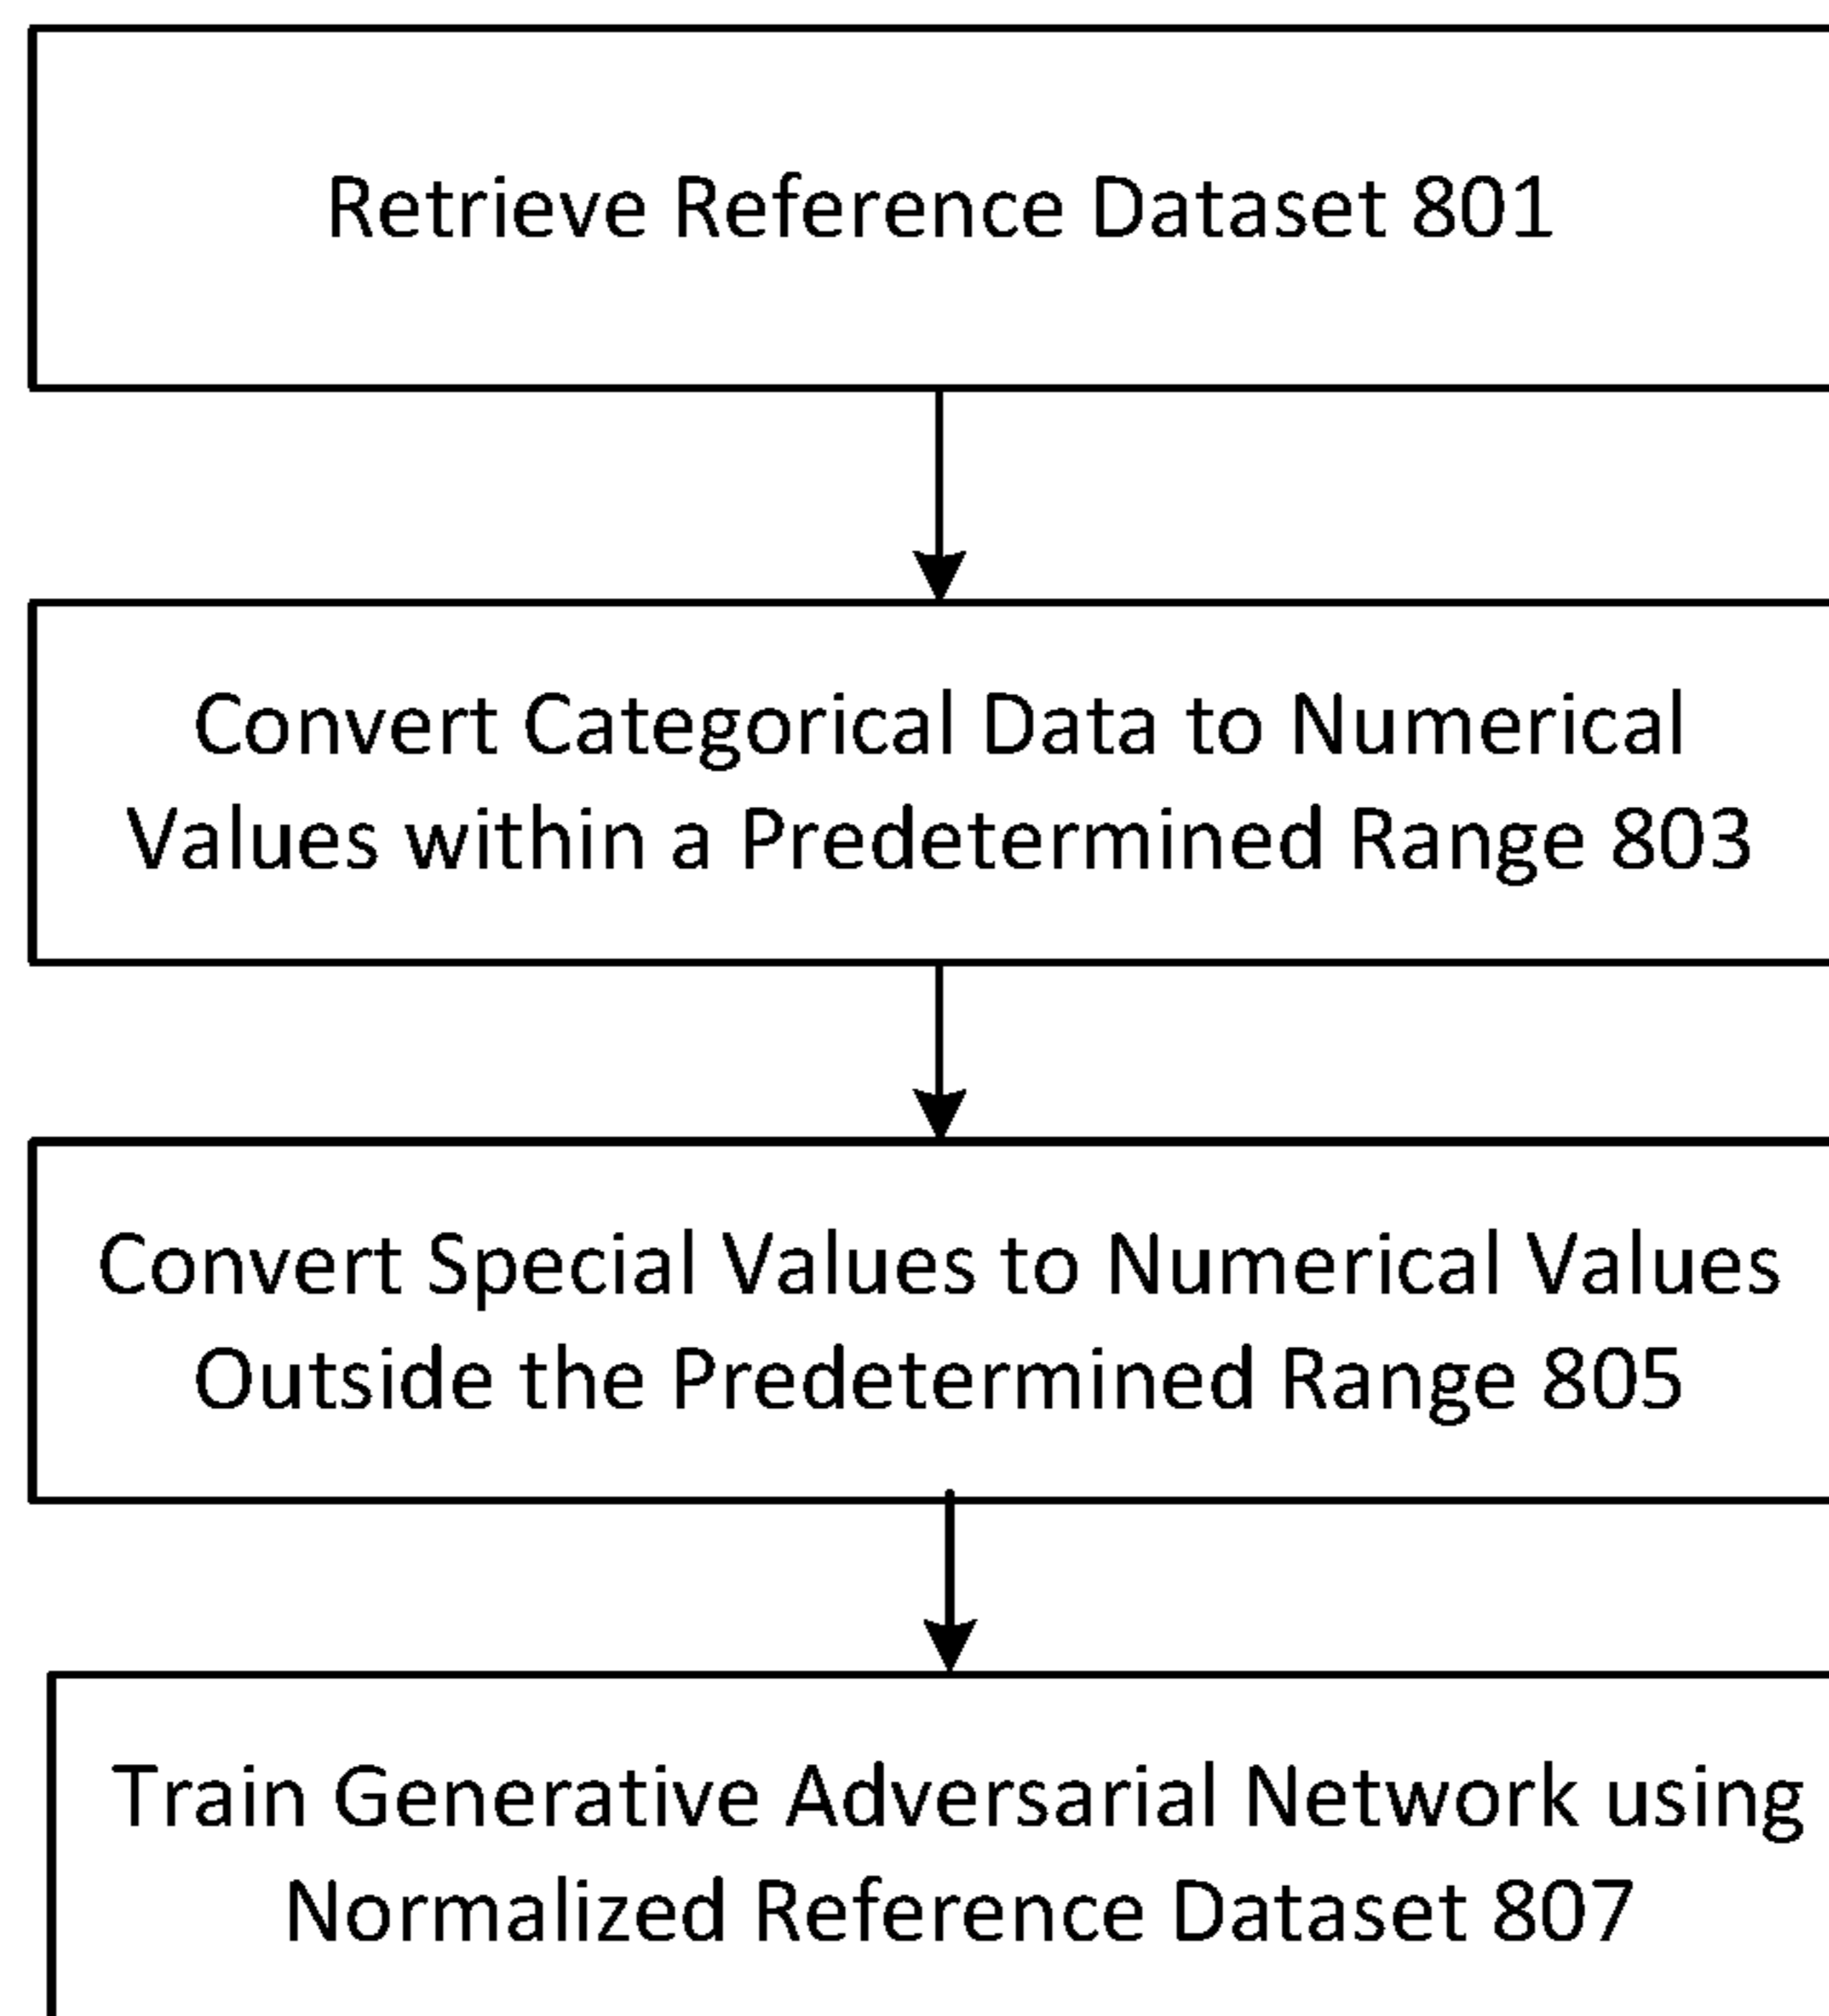 Retrieve Reference Dataset 801
Convert Categorical Data to Numerical
Values within a Predetermined Range 803
Convert Special Values to Numerical Values
Outside the Predetermined Range 805
Train Generative Adversarial Network using
Normalized Reference Dataset 807